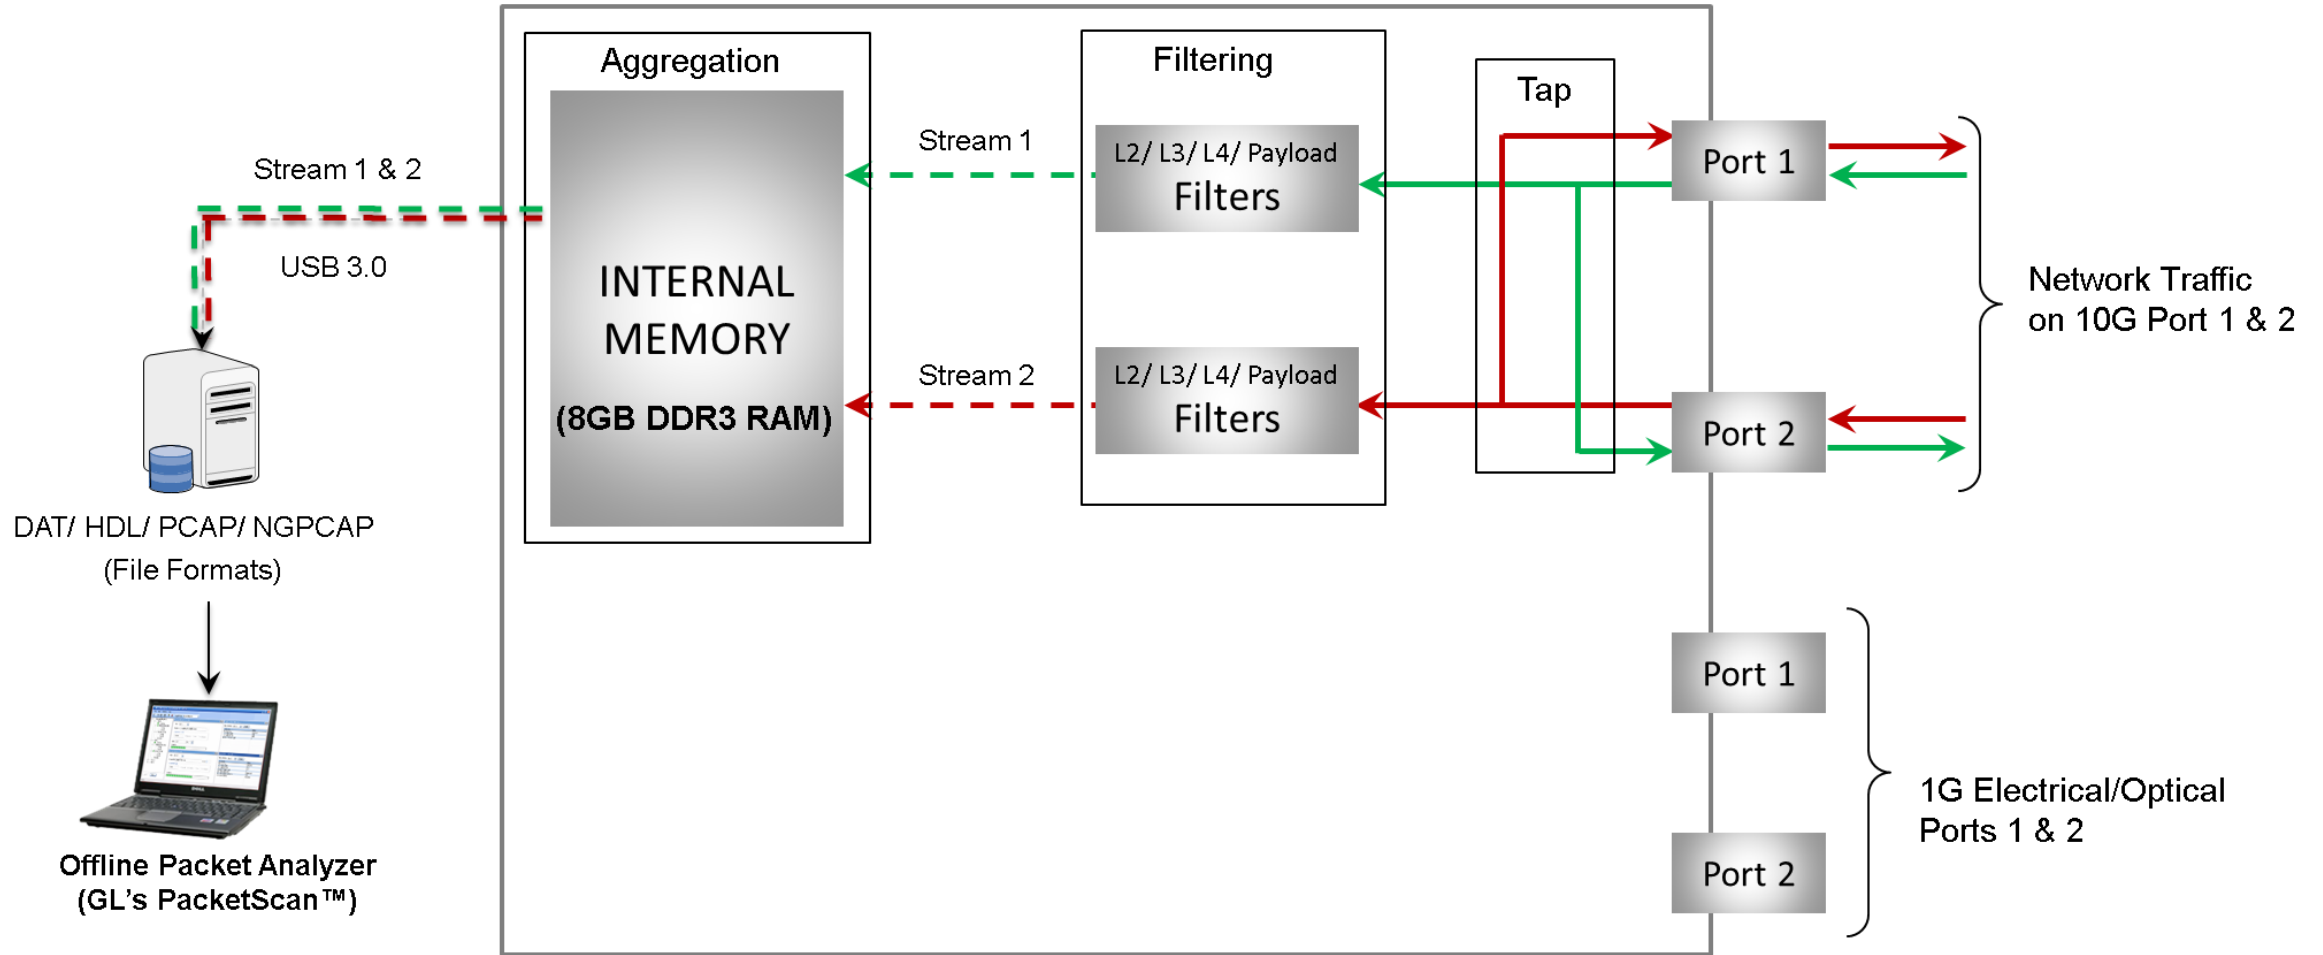 Aggregation
INTERNAL
MEMORY
(8GB DDR3 RAM)
Filtering
L2/ L3/ L4/ Payload
Filters
L2/ L3/ L4/ Payload
Filters
Tap
Stream 1
Stream 2
Stream 1 & 2
USB 3.0
Port 1
Port 2
Network Traffic
on 10G Port 1 & 2
DAT/ HDL/ PCAP/ NGPCAP
(File Formats)
Offline Packet Analyzer
(GL's PacketScan™)
Port 1
Port 2
1G Electrical/Optical
Ports 1 & 2